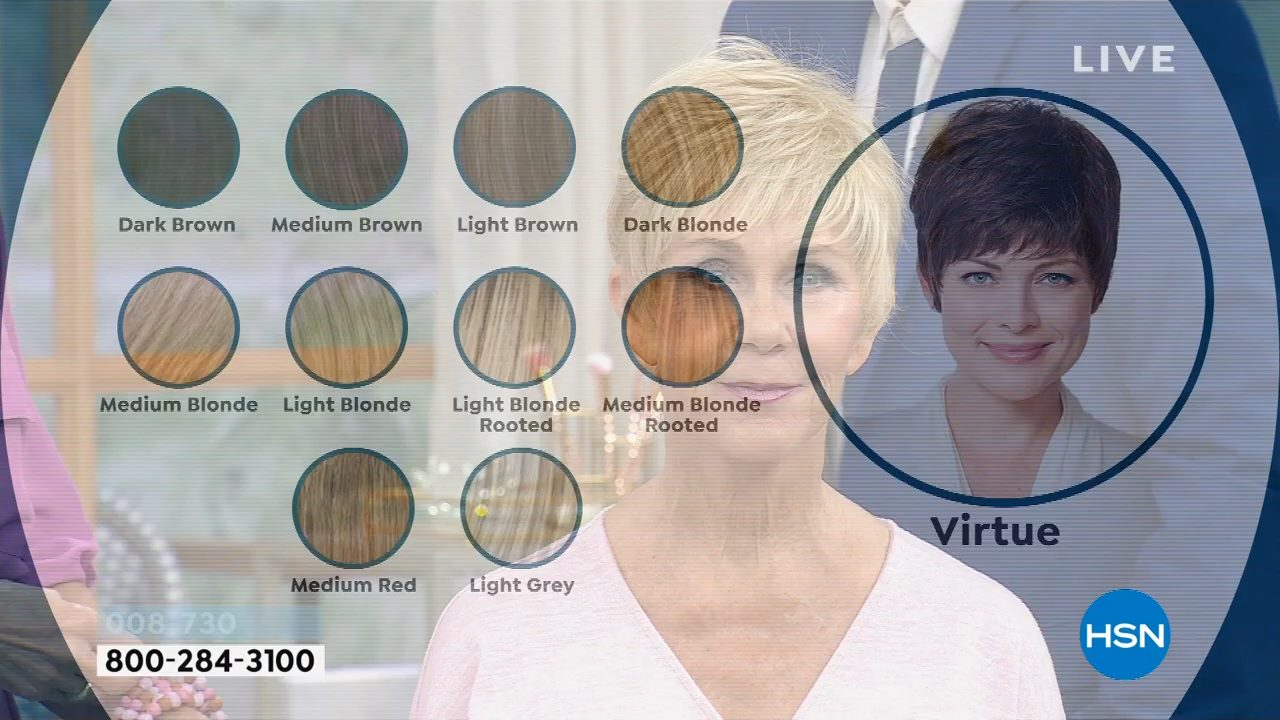 LIVE
Dark Brown
Medium Brown
Light Brown
Dark Blonde
Medium Blonde
Light Blonde
Light Blonde
Rooted
Medium Blonde
Rooted
Medium Red
Light Grey
Virtue
008-730
800-284-3100
HSN